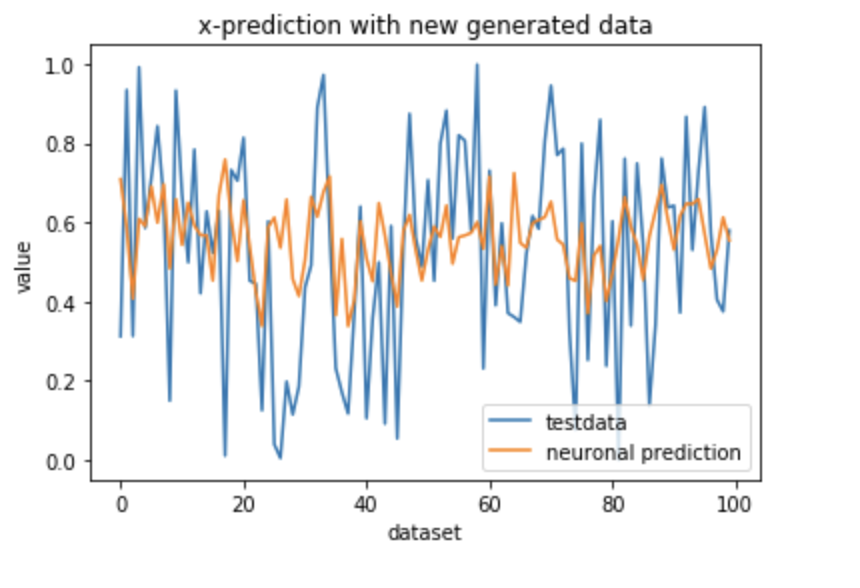 x-prediction with new generated data
1.0
0.8
0.6
0.4
0.2
0.0
value
testdata
neuronal prediction
0 20 40 60 80 100
dataset